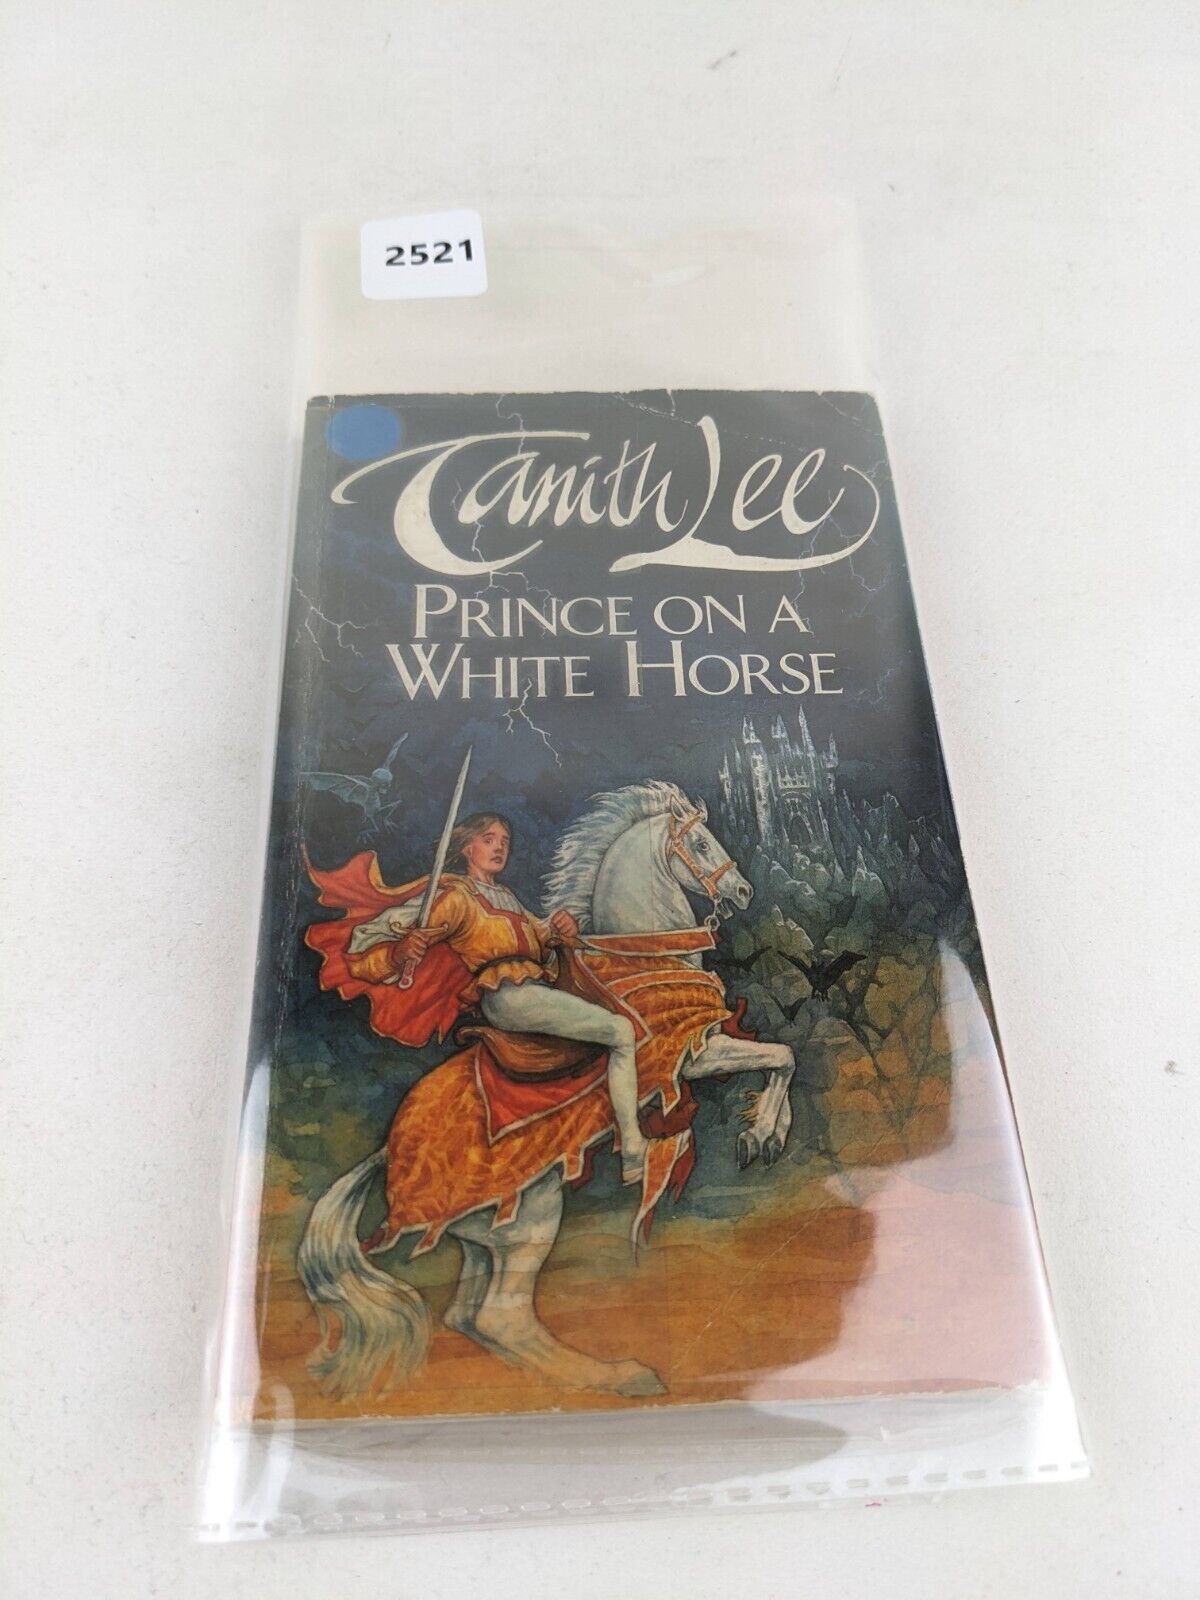 2521
Tanith Lee
PRINCE ON A
WHITE HORSE